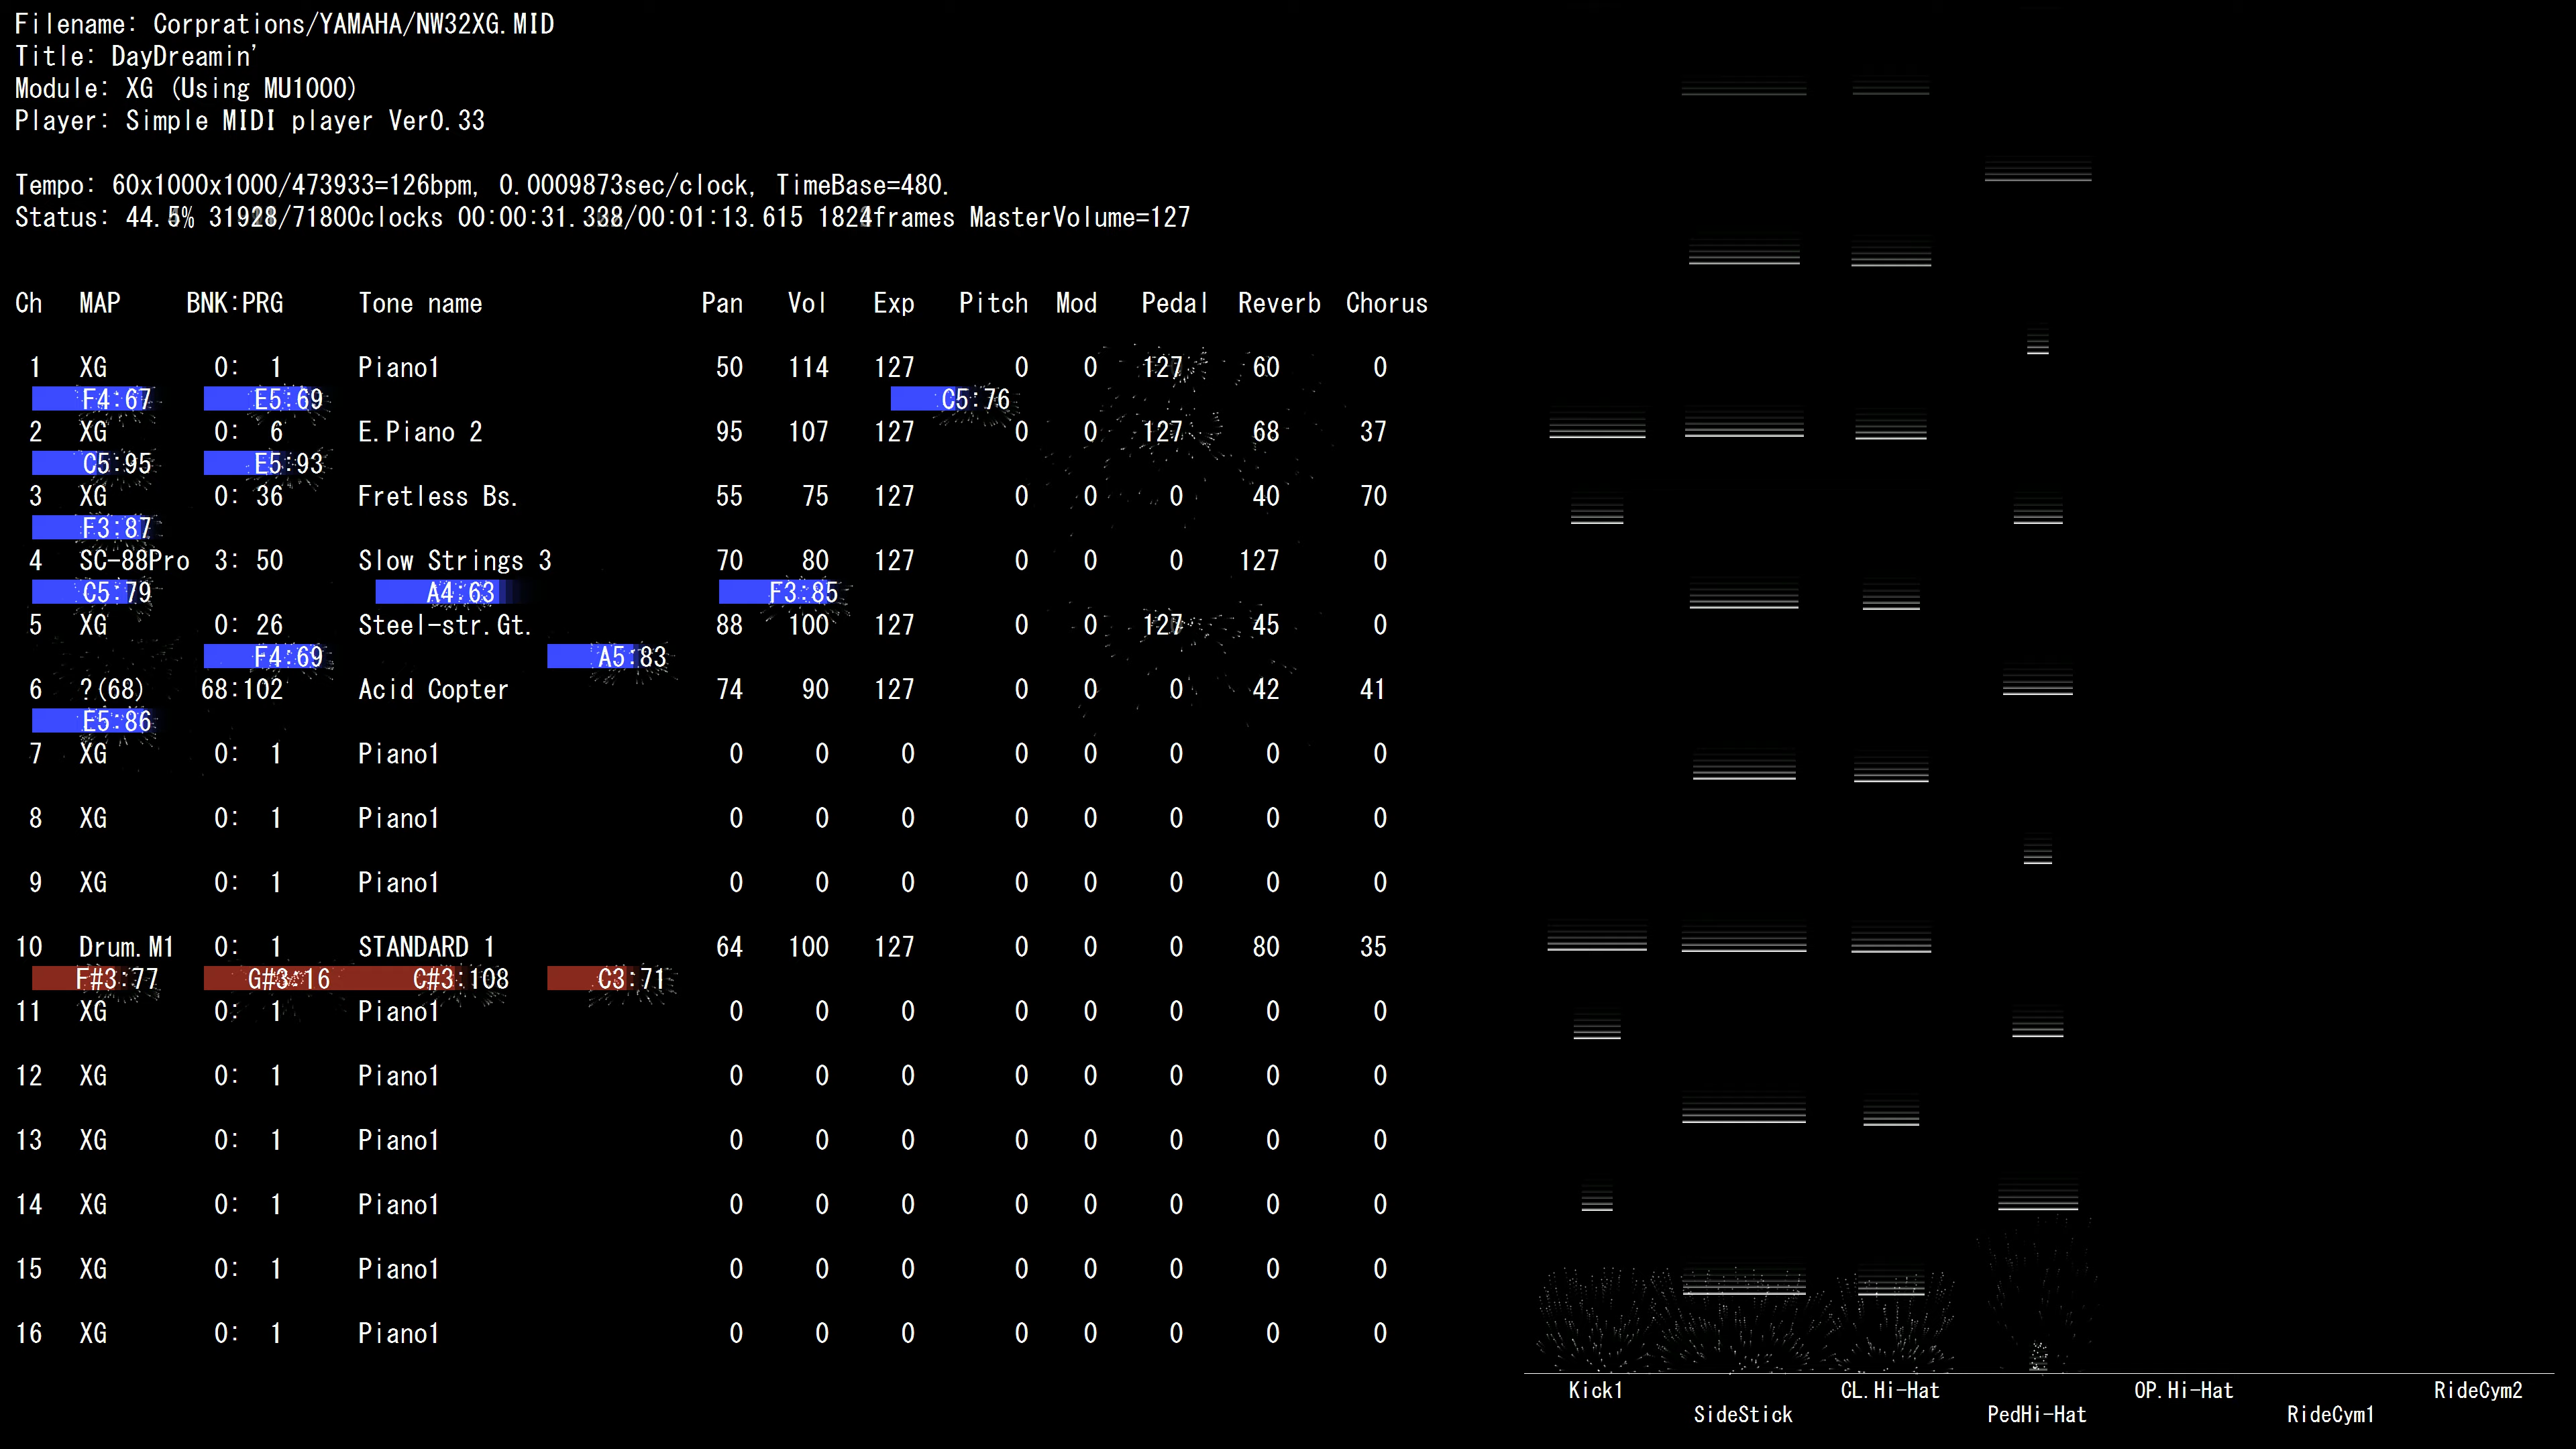 Filename: Corprations/YAMAHA/NW32XG.MID
Title: DayDreamin'
Module: XG (Using MU1000)
Player: Simple MIDI player Ver0.33
Tempo: 60x1000x1000/473933=126bpm, 0.0009873sec/clock, TimeBase=480.
Status: 44.5% /71800clocks /00:01:13.615 MasterVolume=127
Ch MAP BNK:PRG Tone name Pan Vol Exp Pitch Mod Pedal Reverb Chorus
1 XG 0: 1 Piano1 50 114 127 0 0 127 60 0
F4:67 E5:69 C5:76
2 XG 0: 6 E.Piano 2 95 107 127 0 0 127 68 37
C5:95 E5:93
3 XG 0: 36 Fretless Bs. 55 75 127 0 0 0 40 70
F3:87
4 SC-88Pro 3: 50 Slow Strings 3 70 80 127 0 0 0 127 0
C5:79 A4:63 F3:85
5 XG 0: 26 Steel-str.Gt. 88 100 127 0 0 127 45 0
F4:69 A5:83
6 ?(68) 68:102 Acid Copter 74 90 127 0 0 0 42 41
E5:86
7 XG 0: 1 Piano1 0 0 0 0 0 0 0 0
8 XG 0: 1 Piano1 0 0 0 0 0 0 0 0
9 XG 0: 1 Piano1 0 0 0 0 0 0 0 0
10 Drum.M1 0: 1 STANDARD 1 64 100 127 0 0 0 80 35
F#3:77 G#3:16 C#3:108 C3:71
11 XG 0: 1 Piano1 0 0 0 0 0 0 0 0
12 XG 0: 1 Piano1 0 0 0 0 0 0 0 0
13 XG 0: 1 Piano1 0 0 0 0 0 0 0 0
14 XG 0: 1 Piano1 0 0 0 0 0 0 0 0
15 XG 0: 1 Piano1 0 0 0 0 0 0 0 0
16 XG 0: 1 Piano1 0 0 0 0 0 0 0 0
Kick1 CL.Hi-Hat OP.Hi-Hat RideCym2
SideStick PedHi-Hat RideCym1